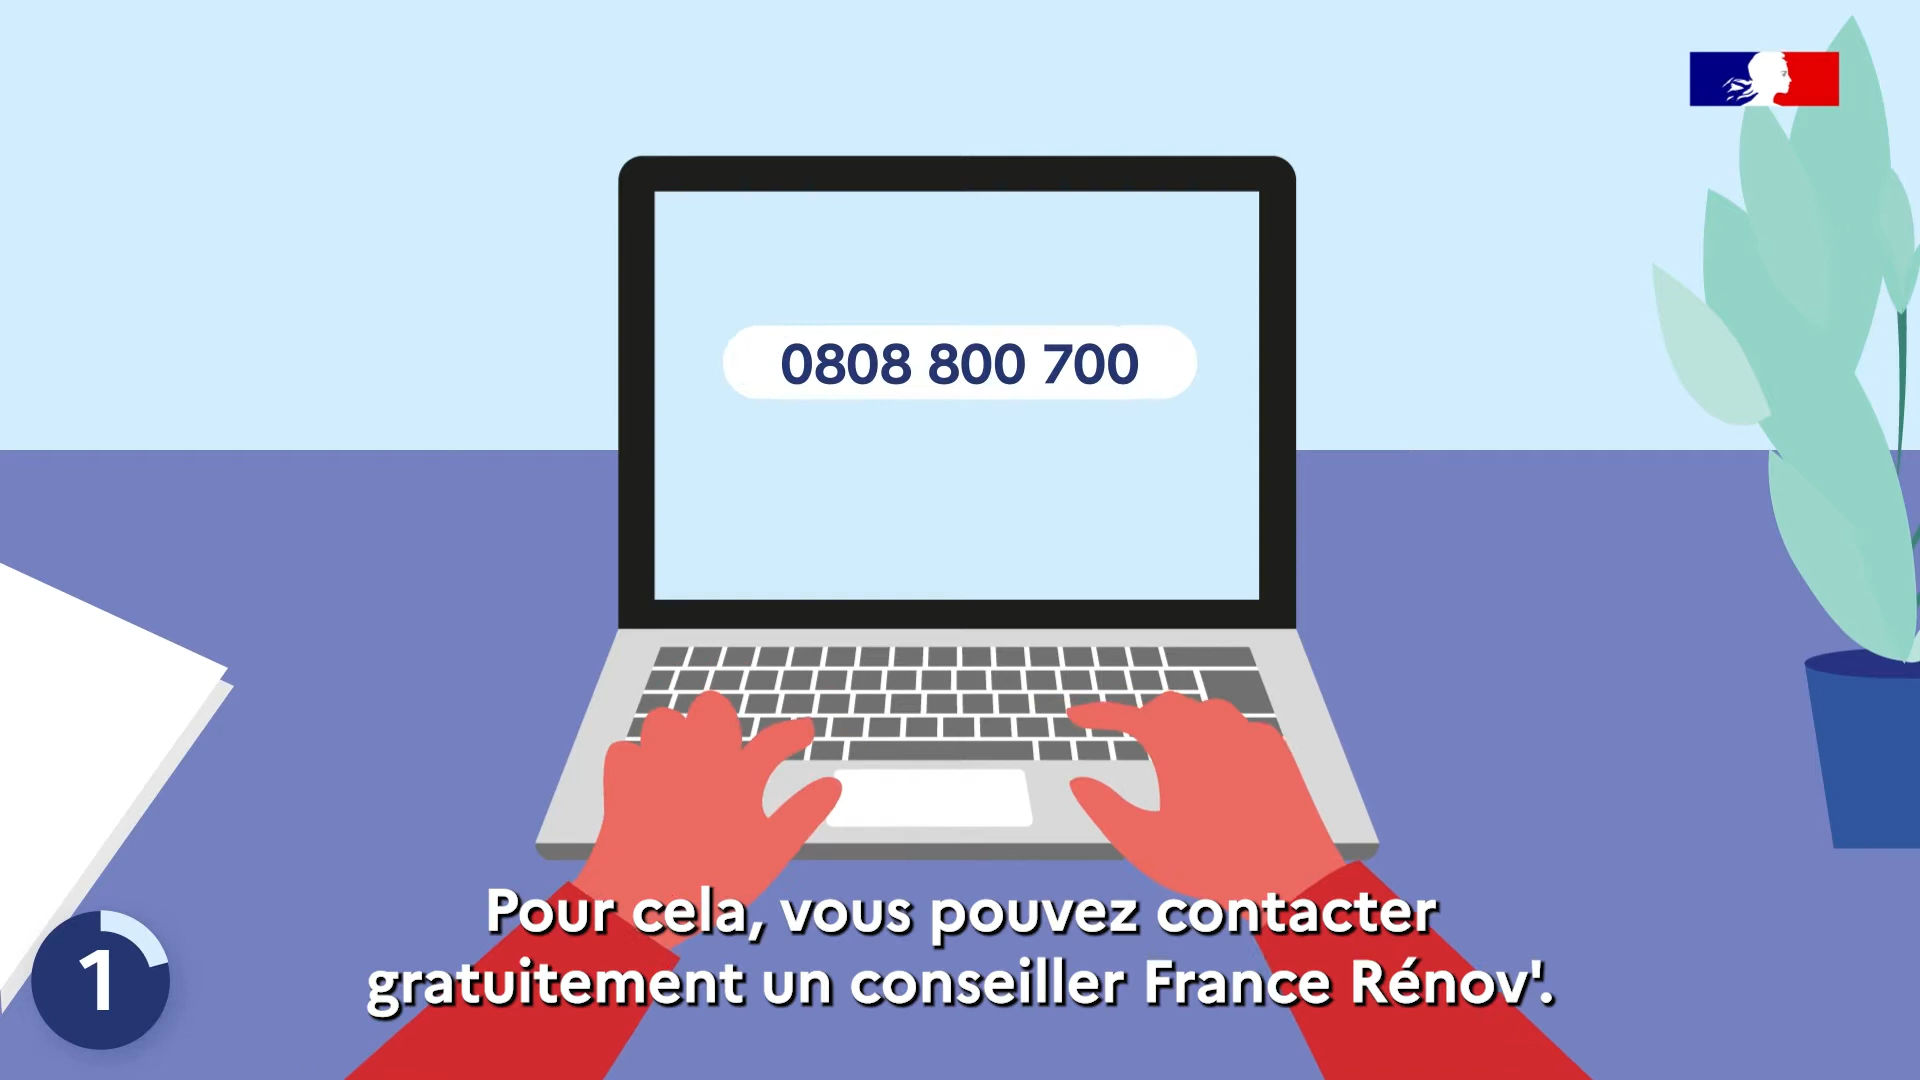 0808 800 700
Pour cela, vous pouvez contacter
gratuitement un conseiller France Rénov'.
1